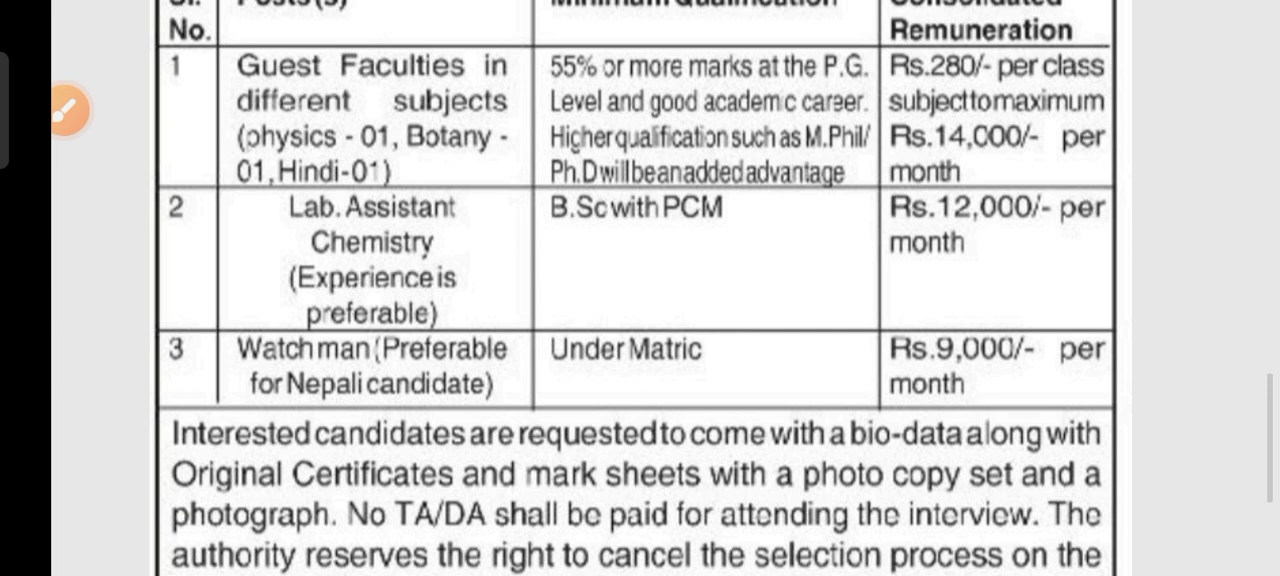 No.
Remuneration
1 Guest Faculties in 55% or more marks at the P.G. Rs.280/- per class
different subjects Level and good academic career. subject to maximum
(physics - 01, Botany - Higher qualification such as M.Phil/ Rs.14,000/- per
01, Hindi-01) Ph.D will be an added advantage month
2 Lab. Assistant B.Sc with PCM Rs.12,000/- per
Chemistry month
(Experience is
preferable)
3 Watch man (Preferable Under Matric Rs.9,000/- per
for Nepali candidate) month
Interested candidates are requested to come with a bio-data along with
Original Certificates and mark sheets with a photo copy set and a
photograph. No TA/DA shall be paid for attending the interview. The
authority reserves the right to cancel the selection process on the